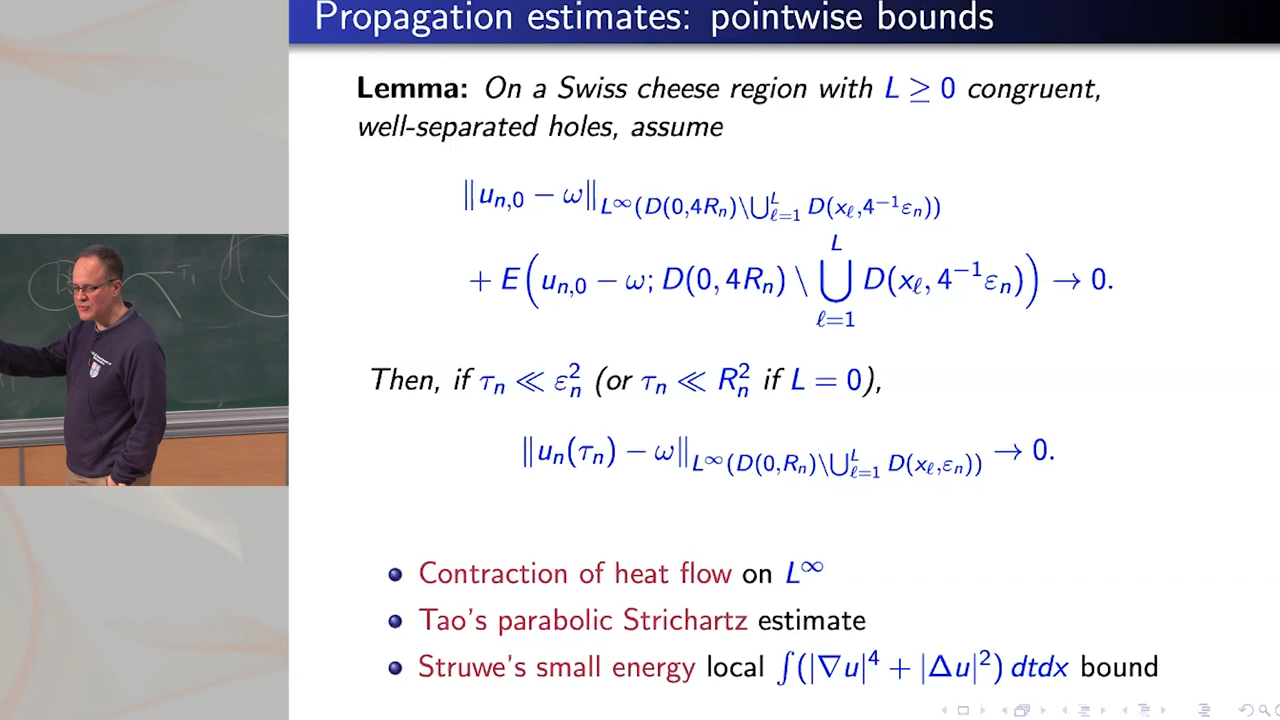 Propagation estimates: pointwise bounds
Lemma: On a Swiss cheese region with L ≥ 0 congruent,
well-separated holes, assume
‖u_{n,0} − ω‖_{L^∞(D(0,4R_n)\⋃_{ℓ=1}^L D(x_ℓ,4^{−1}ε_n))}
+ E(u_{n,0} − ω; D(0, 4R_n) \ ⋃_{ℓ=1}^L D(x_ℓ, 4^{−1}ε_n)) → 0.
Then, if τ_n ≪ ε_n^2 (or τ_n ≪ R_n^2 if L = 0),
‖u_n(τ_n) − ω‖_{L^∞(D(0,R_n)\⋃_{ℓ=1}^L D(x_ℓ,ε_n))} → 0.
Contraction of heat flow on L^∞
Tao's parabolic Strichartz estimate
Struwe's small energy local ∫(|∇u|^4 + |Δu|^2) dtdx bound